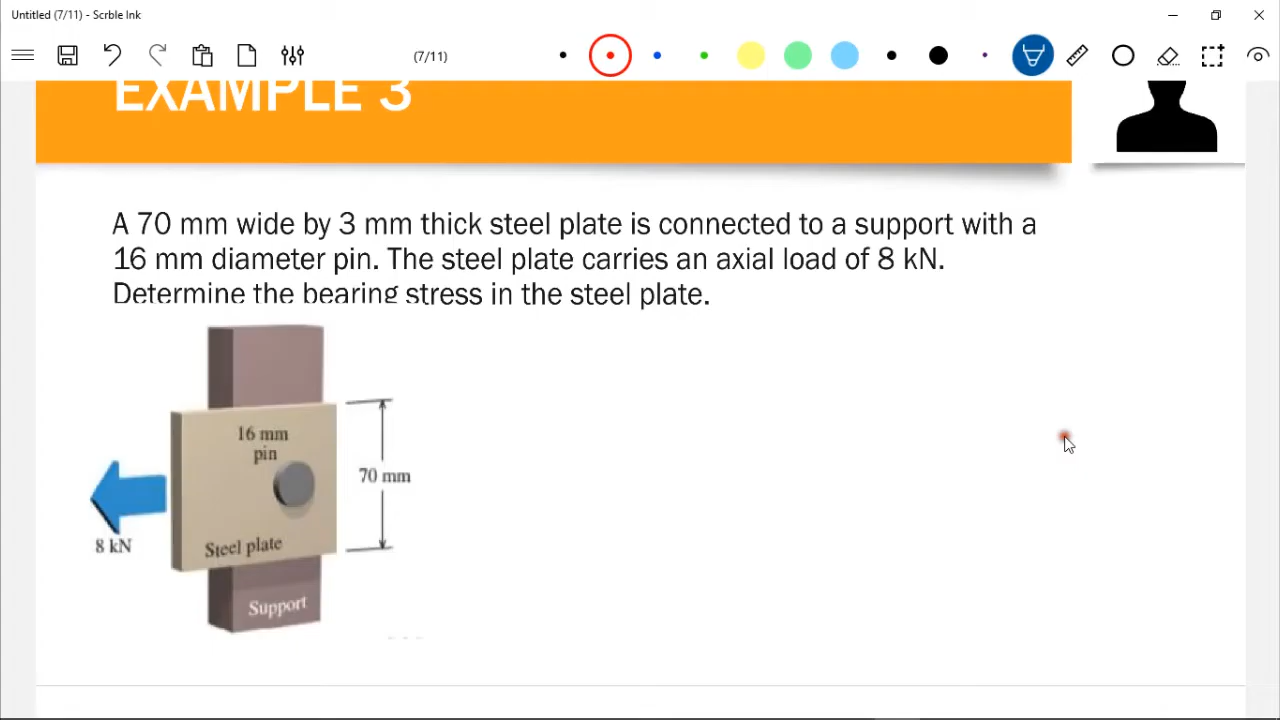 Untitled (7/11) - Scrble Ink
(7/11)
EXAMPLE 3
A 70 mm wide by 3 mm thick steel plate is connected to a support with a
16 mm diameter pin. The steel plate carries an axial load of 8 kN.
Determine the bearing stress in the steel plate.
16 mm
pin
70 mm
8 kN
Steel plate
Support